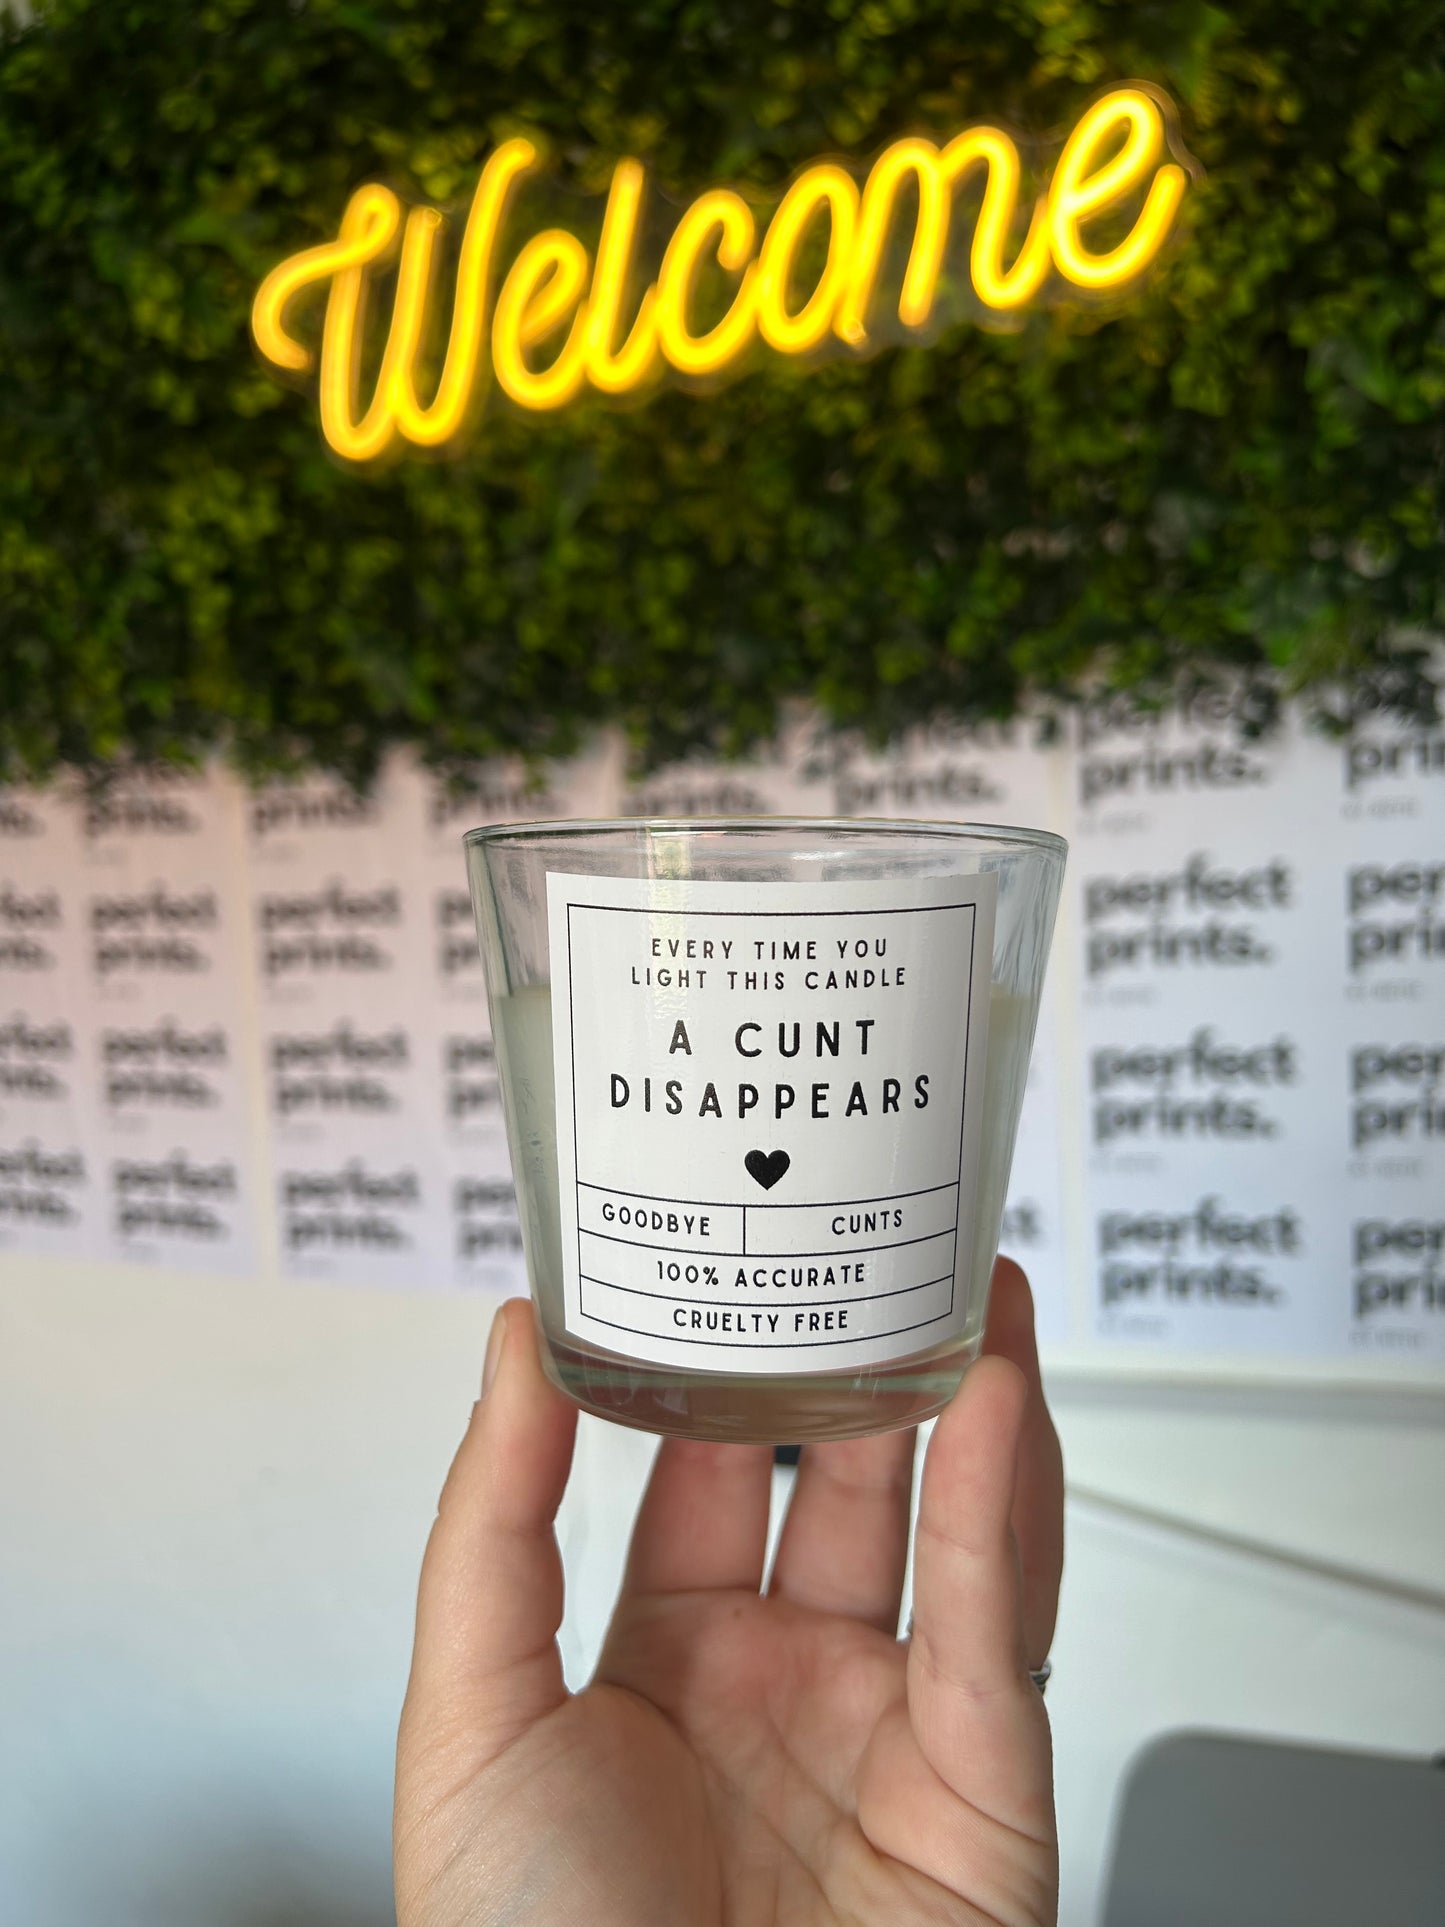 Welcome
perfect
prints.
EVERY TIME YOU
LIGHT THIS CANDLE
A CUNT
DISAPPEARS
GOODBYE CUNTS
100% ACCURATE
CRUELTY FREE